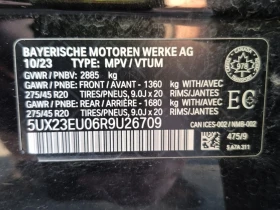 BAYERISCHE MOTOREN WERKE AG
10/23 TYPE: MPV / VTUM
GVWR / PNBV: 2885 kg
GAWR / PNBE: FRONT / AVANT - 1360 kg WITH/AVEC
275/45 R20 TIRES/PNEUS, 9.0J x 20 RIMS/JANTES
GAWR / PNBE: REAR / ARRIERE - 1680 kg WITH/AVEC
275/45 R20 TIRES/PNEUS, 9.0J x 20 RIMS/JANTES
5UX23EU06R9U26709
978
EC
CAN ICES-002 / NMB-002
475/9